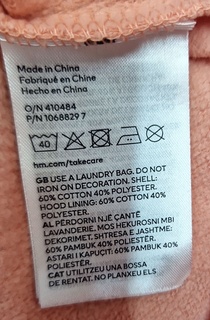 Made in China
Fabriqué en Chine
Hecho en China
O/N 410484
P/N 1068829 7
40
hm.com/takecare
GB USE A LAUNDRY BAG. DO NOT
IRON ON DECORATION. SHELL:
60% COTTON 40% POLYESTER.
HOOD LINING: 60% COTTON 40%
POLYESTER.
AL PËRDORNI NJË ÇANTË
LAVANDERIE. MOS HEKUROSNI MBI
DEKORIMET. SHTRESA E JASHTME:
60% PAMBUK 40% POLIESTËR.
ASTARI I KAPUÇIT: 60% PAMBUK 40%
POLIESTËR.
CAT UTILITZEU UNA BOSSA
DE RENTAT. NO PLANXEU ELS